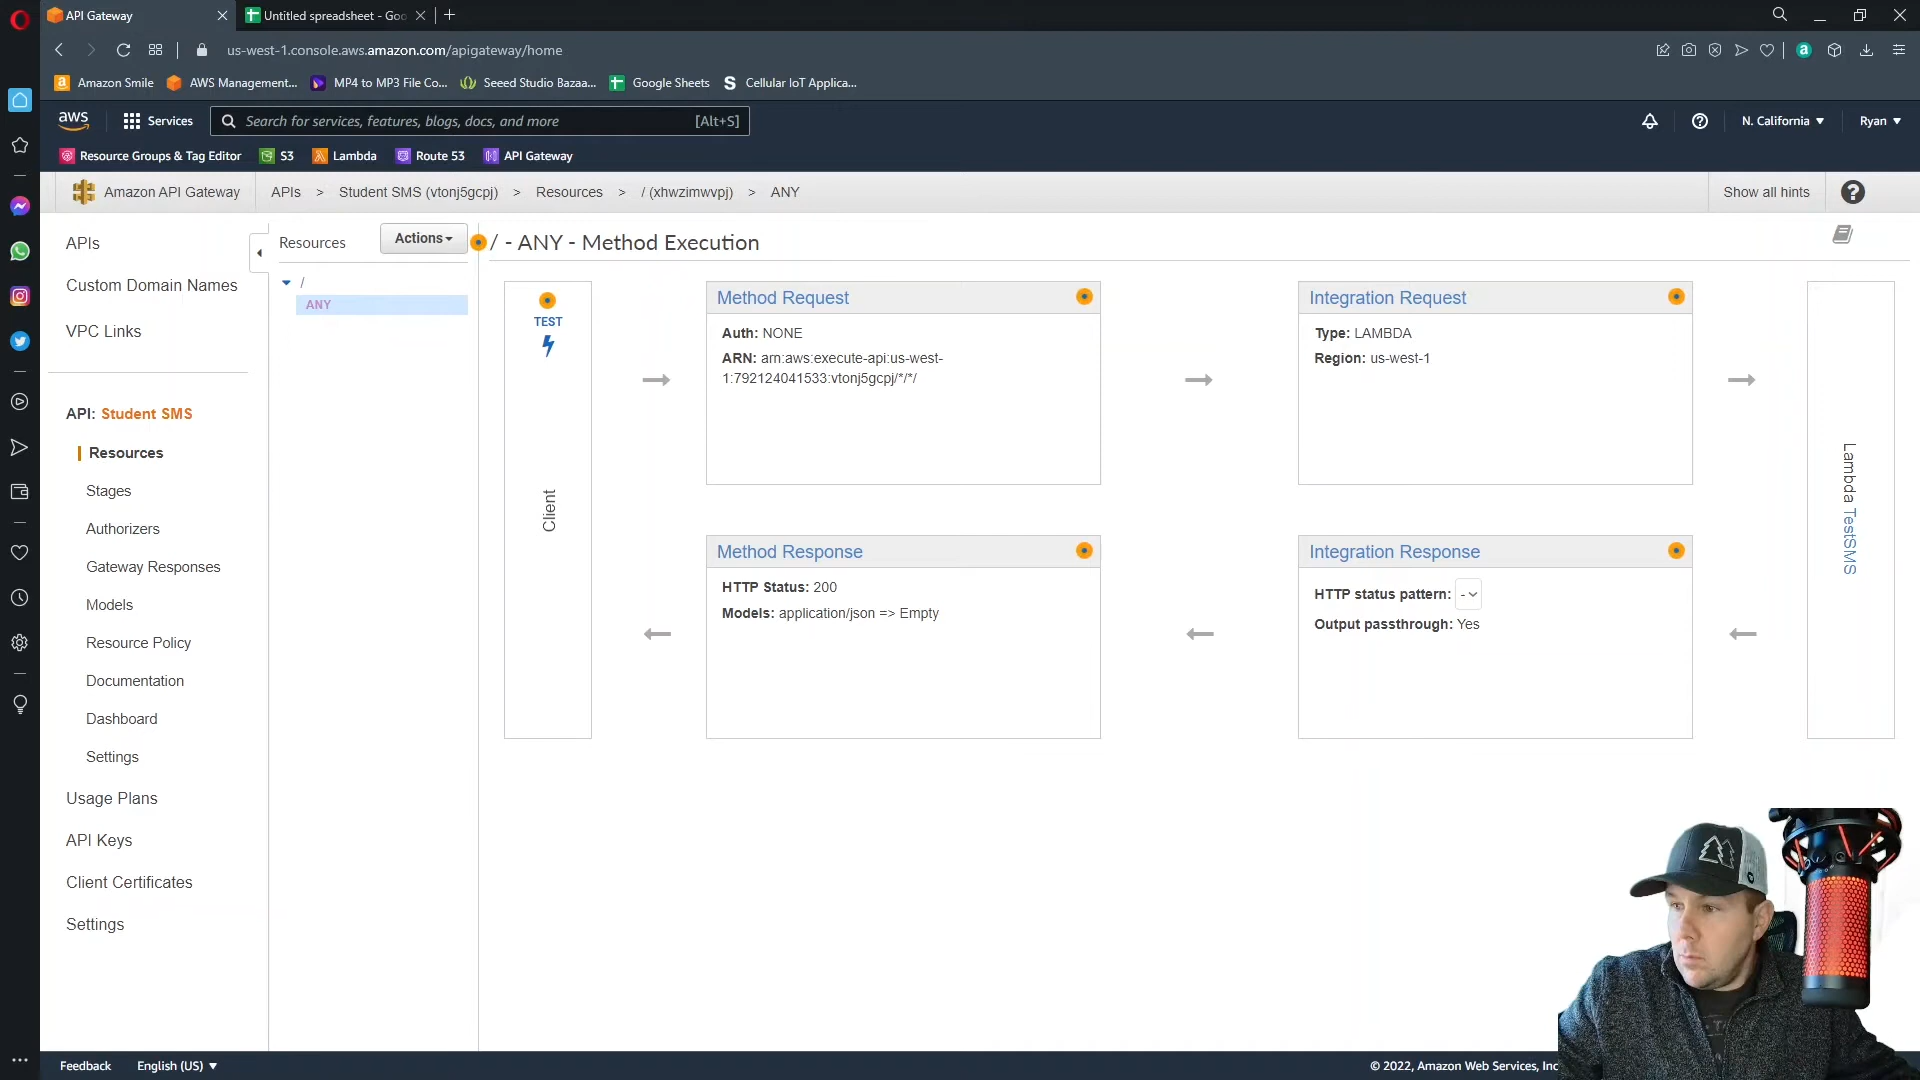 API Gateway
Untitled spreadsheet - Goo
us-west-1.console.aws.amazon.com/apigateway/home
Amazon Smile
AWS Management...
MP4 to MP3 File Co...
Seeed Studio Bazaa...
Google Sheets
S Cellular IoT Applica...
aws
Services
Search for services, features, blogs, docs, and more
[Alt+S]
N. California
Ryan
Resource Groups & Tag Editor
S3
Lambda
Route 53
API Gateway
Amazon API Gateway
APIs > Student SMS (vtonj5gcpj) > Resources > / (xhwzimwvpj) > ANY
Show all hints
?
APIs
Custom Domain Names
VPC Links
API: Student SMS
Resources
Stages
Authorizers
Gateway Responses
Models
Resource Policy
Documentation
Dashboard
Settings
Usage Plans
API Keys
Client Certificates
Settings
Resources
Actions
/
ANY
/ - ANY - Method Execution
TEST
Client
Method Request
Auth: NONE
ARN: arn:aws:execute-api:us-west-
1:792124041533:vtonj5gcpj/*/*/
Integration Request
Type: LAMBDA
Region: us-west-1
Method Response
HTTP Status: 200
Models: application/json => Empty
Integration Response
HTTP status pattern: -
Output passthrough: Yes
Lambda TestSMS
Feedback
English (US)
© 2022, Amazon Web Services, Inc